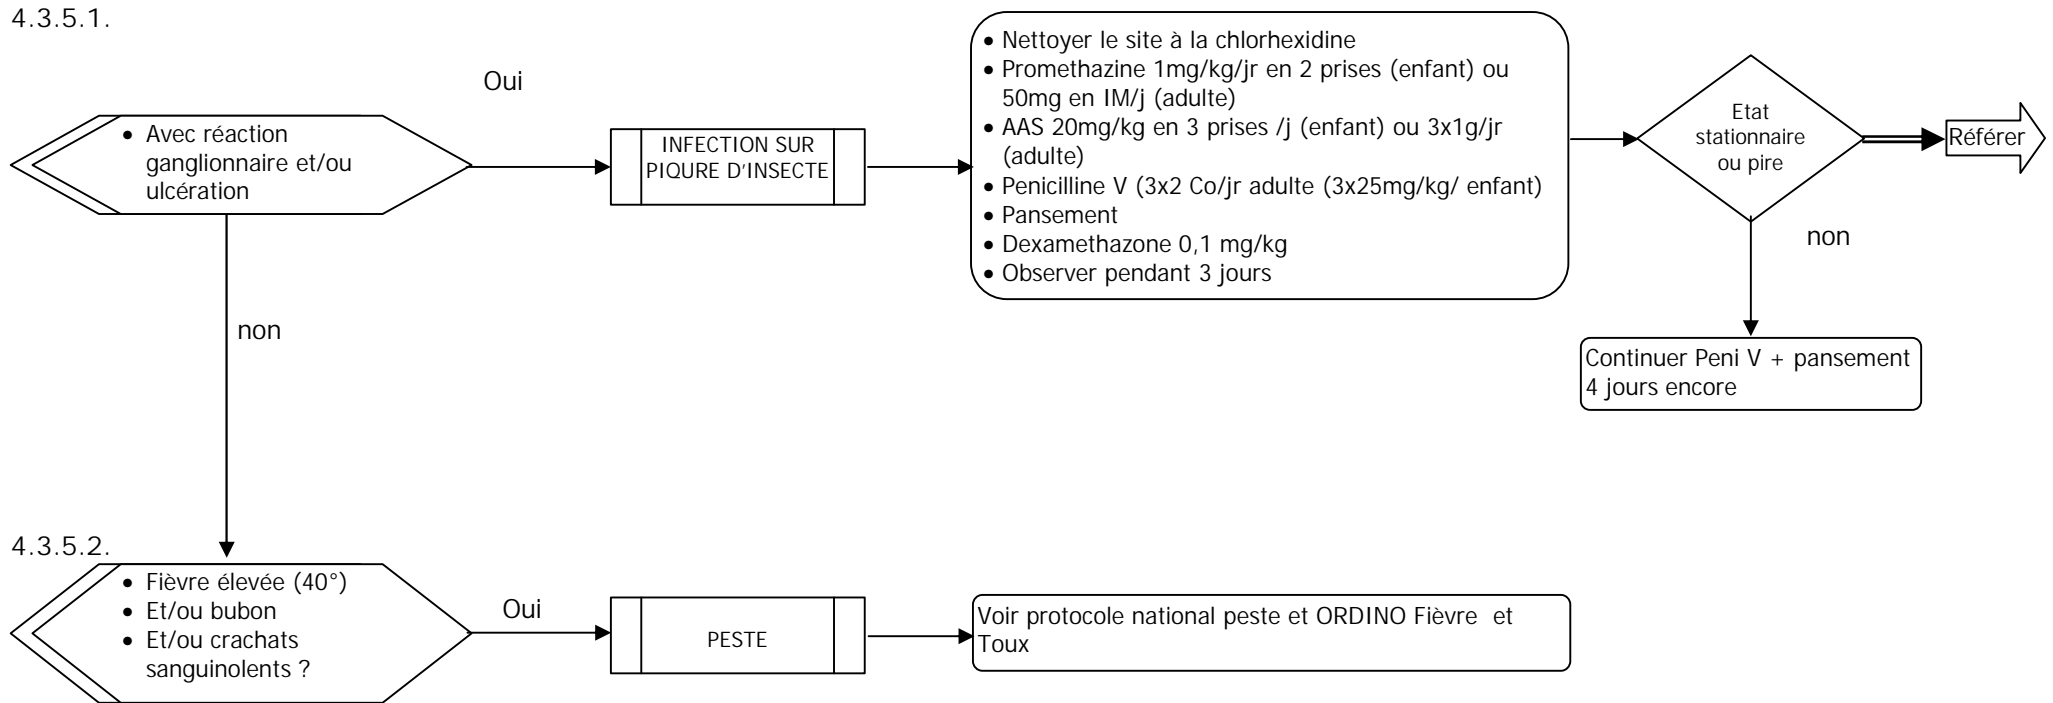 4.3.5.1.
Oui
• Avec réaction
ganglionnaire et/ou
ulcération
INFECTION SUR
PIQURE D'INSECTE
• Nettoyer le site à la chlorhexidine
• Promethazine 1mg/kg/jr en 2 prises (enfant) ou
50mg en IM/j (adulte)
• AAS 20mg/kg en 3 prises /j (enfant) ou 3x1g/jr
(adulte)
• Penicilline V (3x2 Co/jr adulte (3x25mg/kg/ enfant)
• Pansement
• Dexamethazone 0,1 mg/kg
• Observer pendant 3 jours
Etat
stationnaire
ou pire
Référer
non
Continuer Peni V + pansement
4 jours encore
non
4.3.5.2.
• Fièvre élevée (40°)
• Et/ou bubon
• Et/ou crachats
sanguinolents ?
Oui
PESTE
Voir protocole national peste et ORDINO Fièvre et
Toux